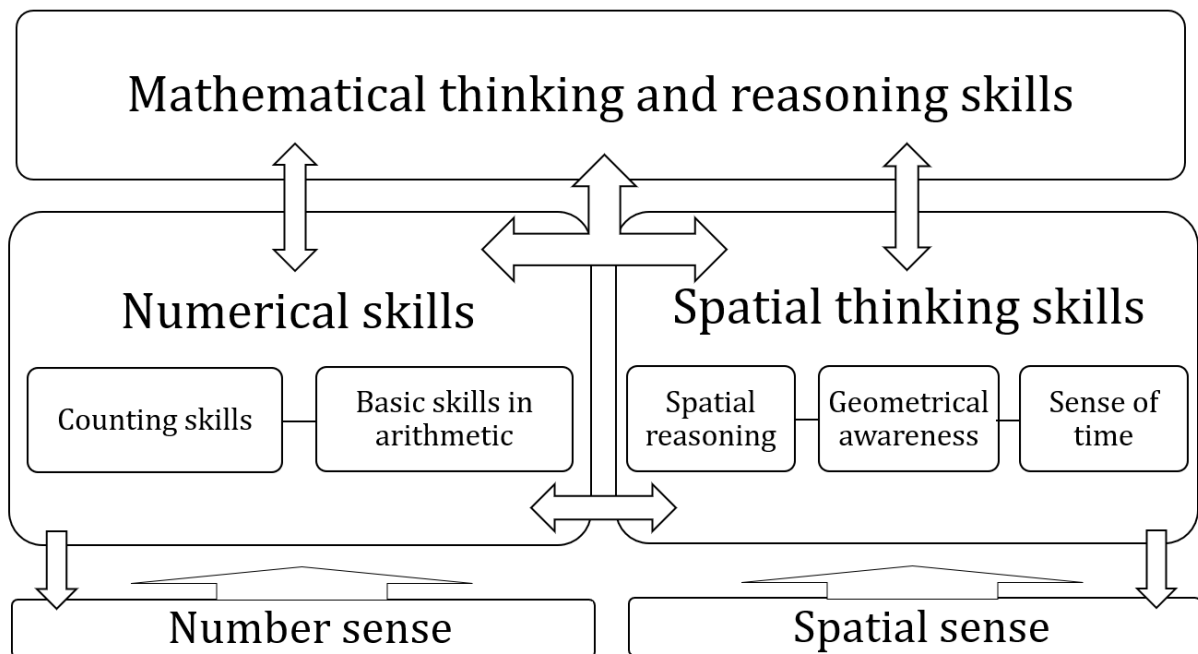 Mathematical thinking and reasoning skills
Numerical skills
Counting skills
Basic skills in
arithmetic
Spatial thinking skills
Spatial
reasoning
Geometrical
awareness
Sense of
time
Number sense
Spatial sense